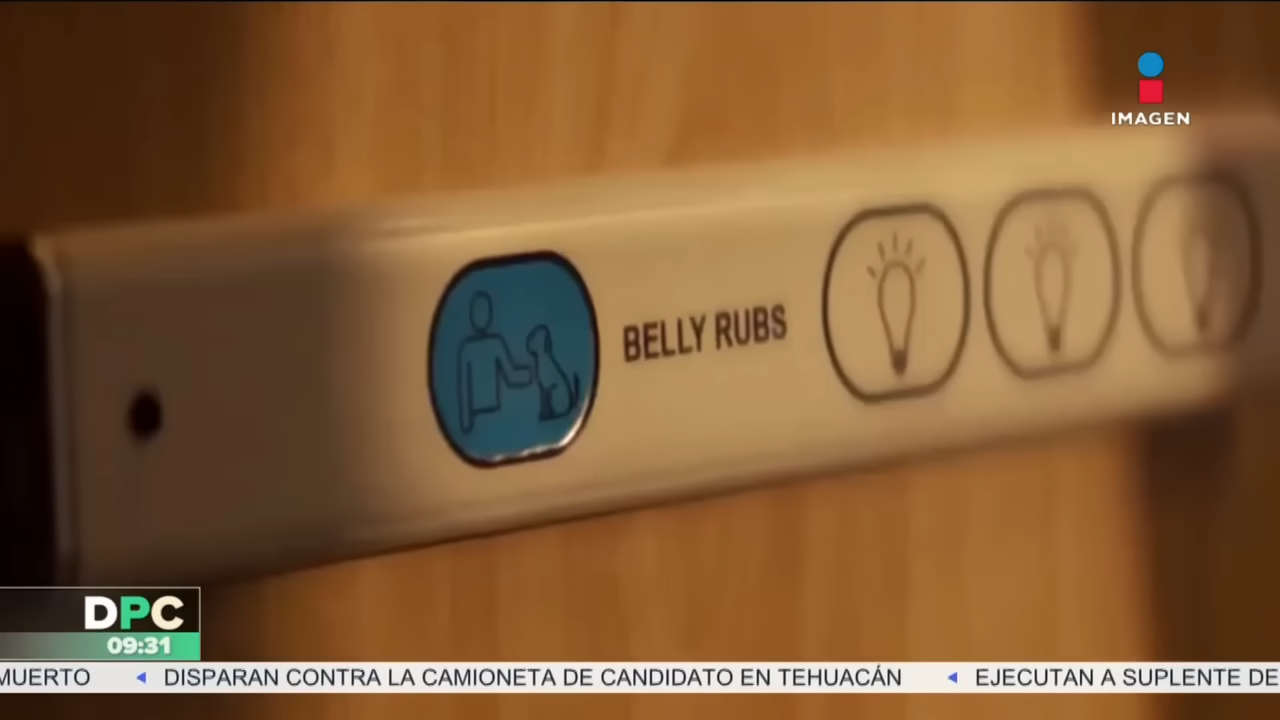 IMAGEN
BELLY RUBS
DPC
09:31
MUERTO ◄ DISPARAN CONTRA LA CAMIONETA DE CANDIDATO EN TEHUACÁN ◄ EJECUTAN A SUPLENTE DE